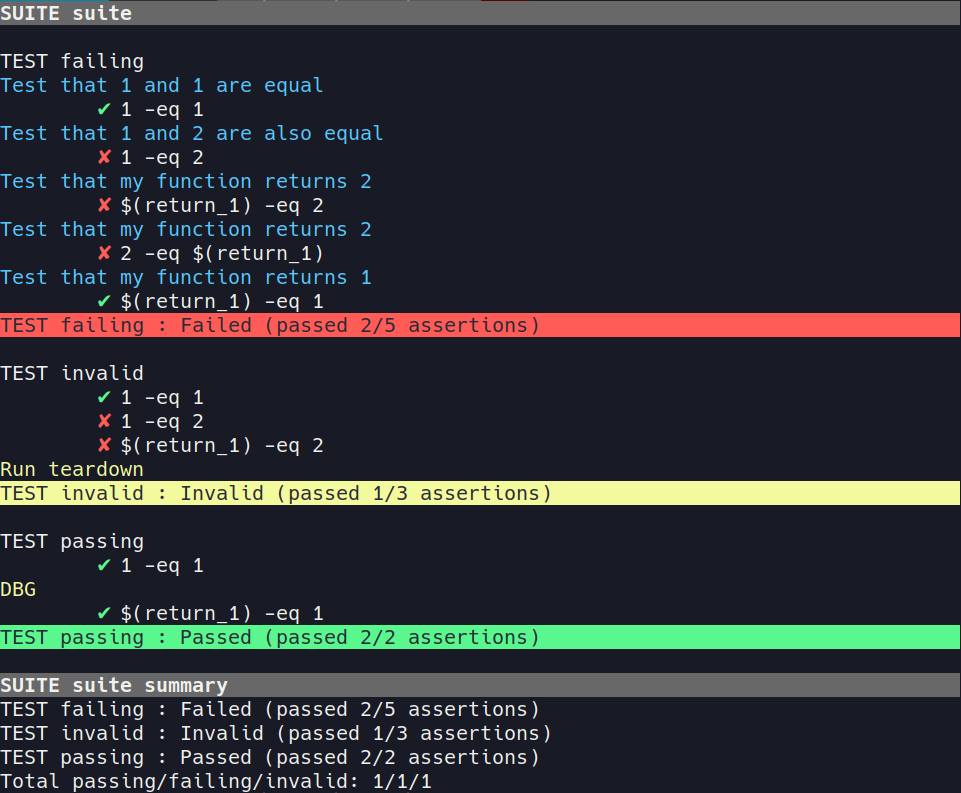 SUITE suite
TEST failing
Test that 1 and 1 are equal
✔ 1 -eq 1
Test that 1 and 2 are also equal
✘ 1 -eq 2
Test that my function returns 2
✘ $(return_1) -eq 2
Test that my function returns 2
✘ 2 -eq $(return_1)
Test that my function returns 1
✔ $(return_1) -eq 1
TEST failing : Failed (passed 2/5 assertions)
TEST invalid
✔ 1 -eq 1
✘ 1 -eq 2
✘ $(return_1) -eq 2
Run teardown
TEST invalid : Invalid (passed 1/3 assertions)
TEST passing
✔ 1 -eq 1
DBG
✔ $(return_1) -eq 1
TEST passing : Passed (passed 2/2 assertions)
SUITE suite summary
TEST failing : Failed (passed 2/5 assertions)
TEST invalid : Invalid (passed 1/3 assertions)
TEST passing : Passed (passed 2/2 assertions)
Total passing/failing/invalid: 1/1/1